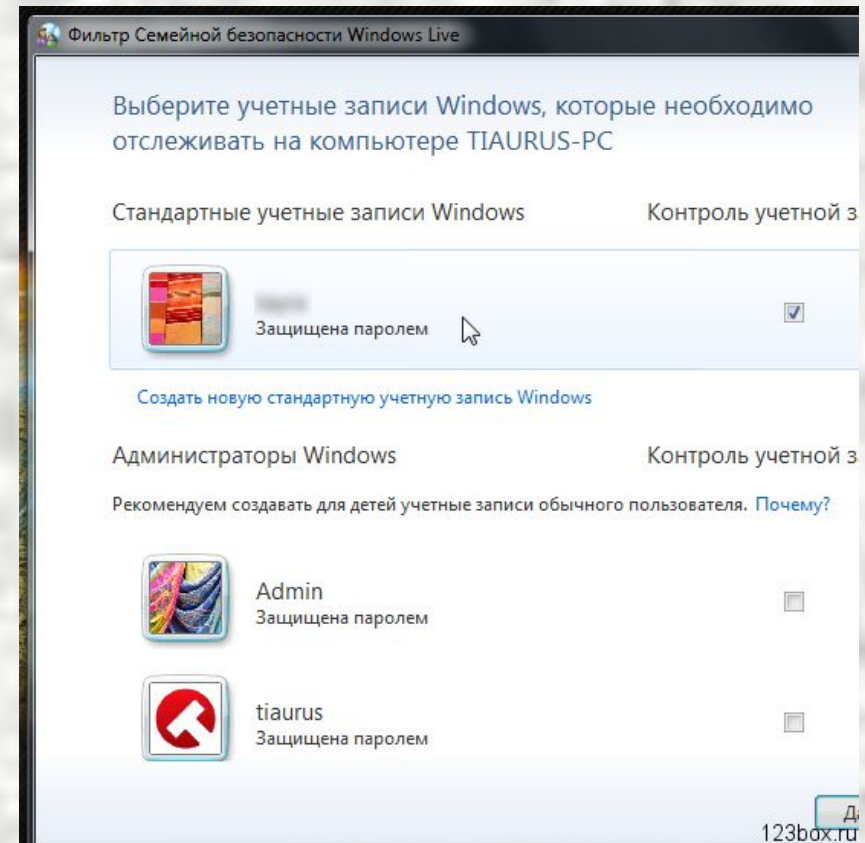 Фильтр Семейной безопасности Windows Live
Выберите учетные записи Windows, которые необходимо
отслеживать на компьютере TIAURUS-PC
Стандартные учетные записи Windows Контроль учетной з
Защищена паролем
Создать новую стандартную учетную запись Windows
Администраторы Windows Контроль учетной з
Рекомендуем создавать для детей учетные записи обычного пользователя. Почему?
Admin
Защищена паролем
tiaurus
Защищена паролем
Да
123box.ru